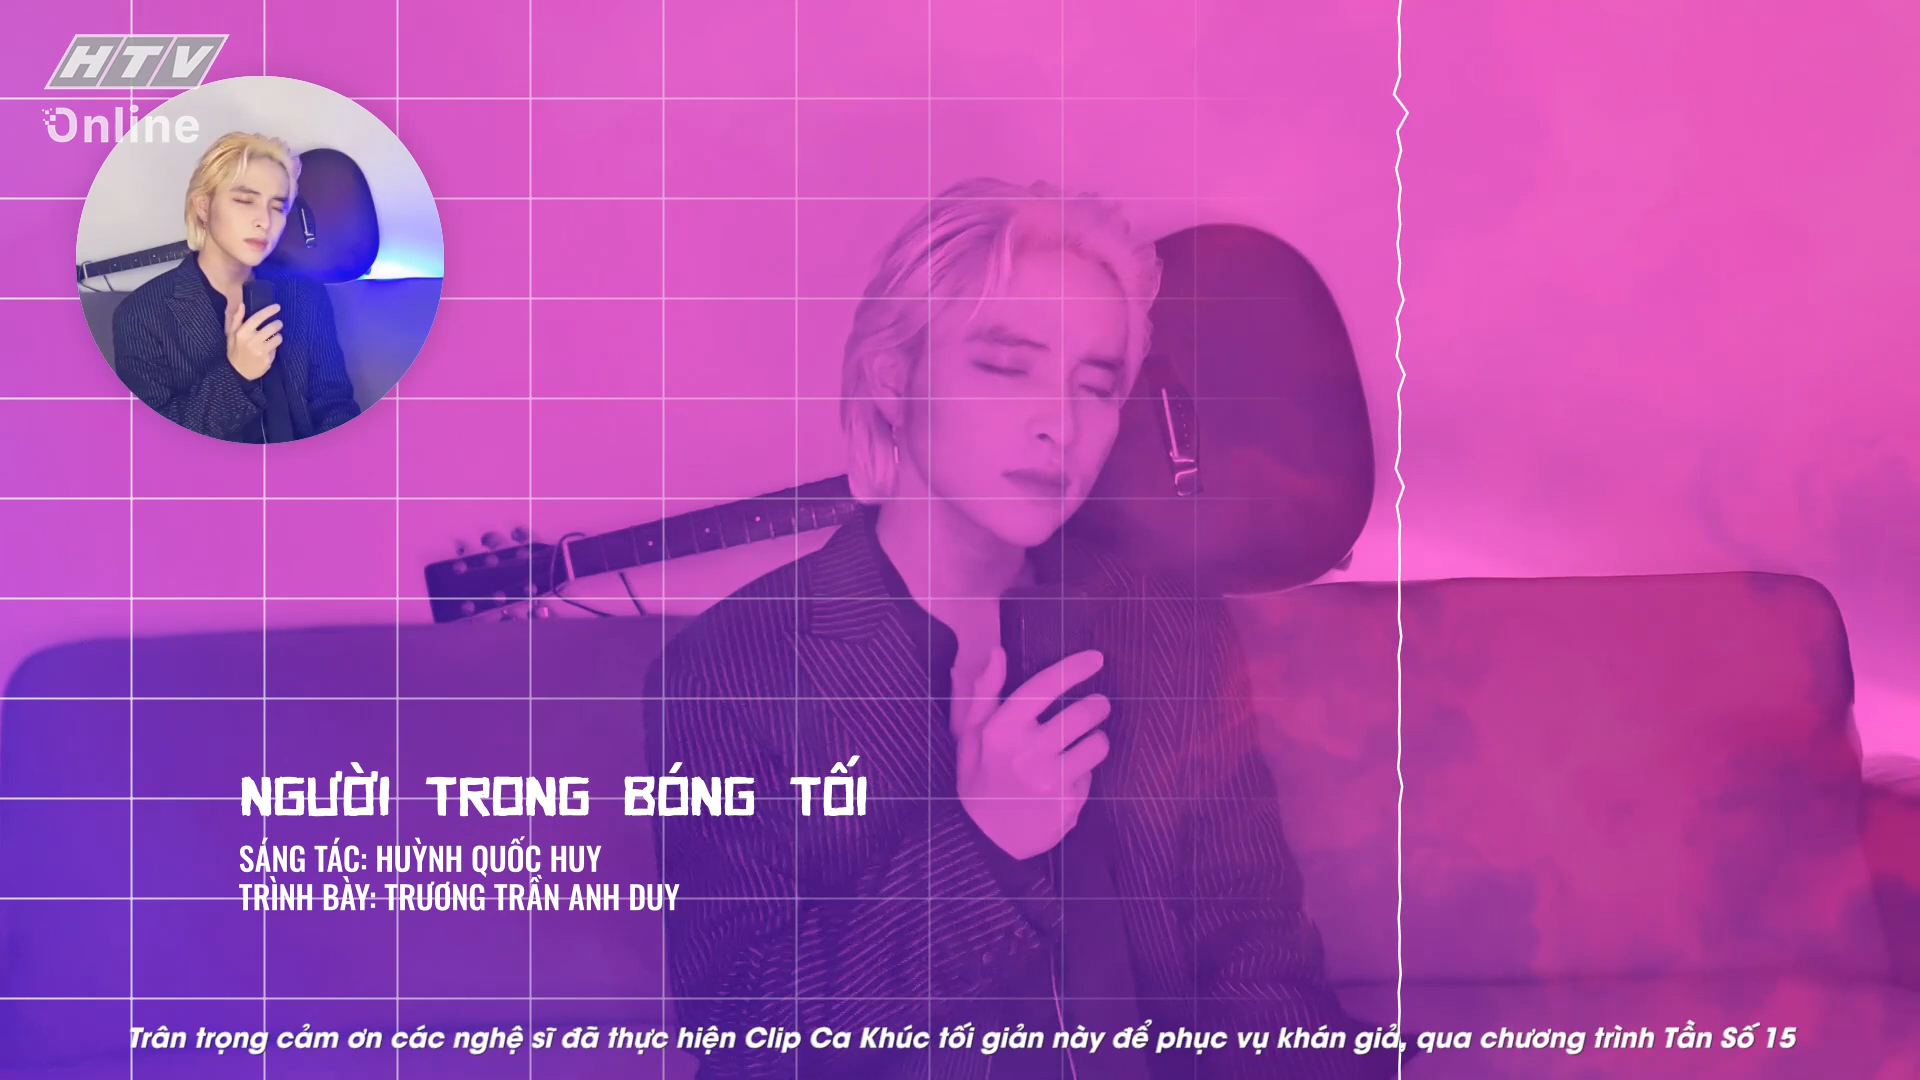 HTV
Online
NGƯỜI TRONG BÓNG TỐI
SÁNG TÁC: HUỲNH QUỐC HUY
TRÌNH BÀY: TRƯƠNG TRẦN ANH DUY
Trân trọng cảm ơn các nghệ sĩ đã thực hiện Clip Ca Khúc tối giản này để phục vụ khán giả, qua chương trình Tần Số 15